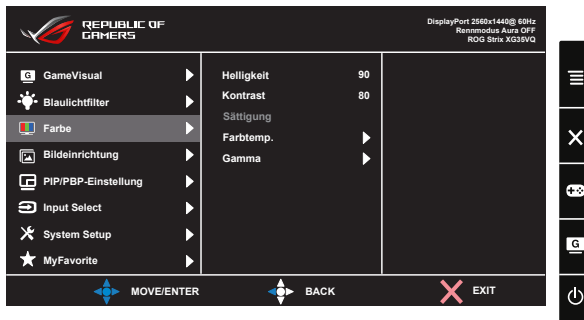 REPUBLIC OF
GAMERS
DisplayPort 2560x1440@ 60Hz
Rennmodus Aura OFF
ROG Strix XG35VQ
G GameVisual
Blaulichtfilter
Farbe
Bildeinrichtung
PIP/PBP-Einstellung
Input Select
System Setup
MyFavorite
Helligkeit 90
Kontrast 80
Sättigung
Farbtemp.
Gamma
MOVE/ENTER
BACK
EXIT
G